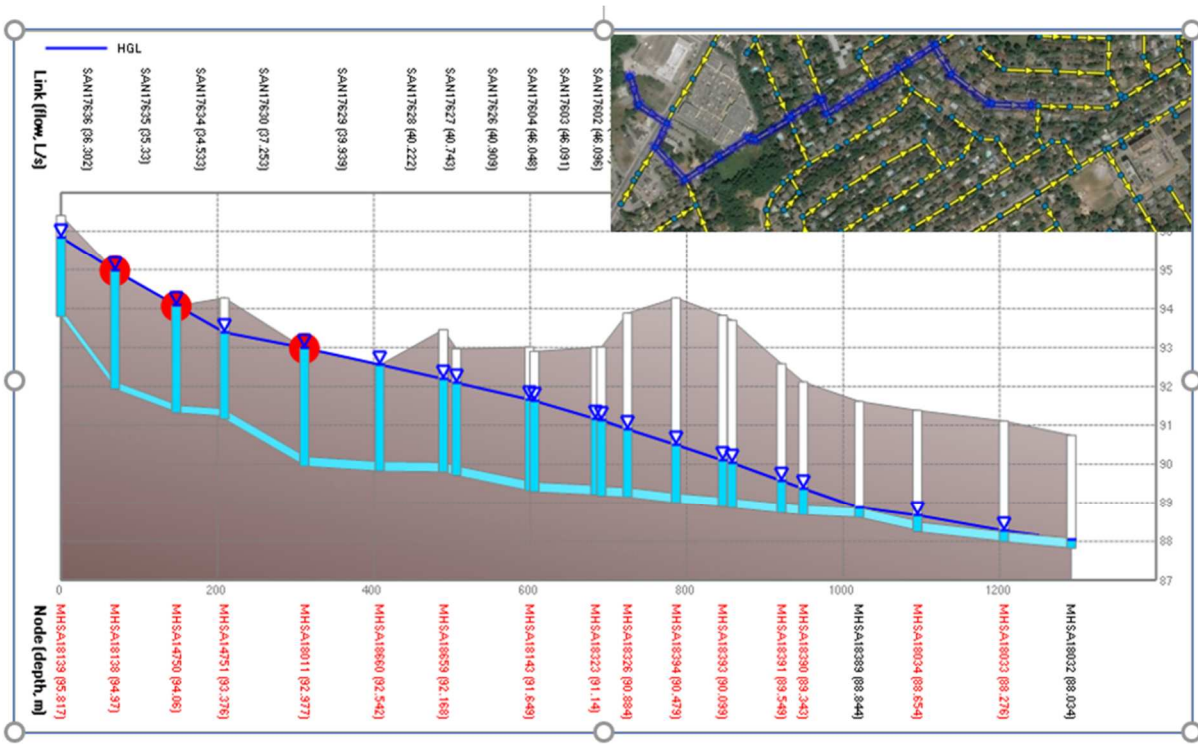 HGL
Link (flow, L/s)
SAN17636 (36.302)
SAN17635 (35.33)
SAN17634 (34.533)
SAN17630 (37.253)
SAN17629 (39.939)
SAN17628 (40.222)
SAN17627 (40.743)
SAN17626 (40.909)
SAN17604 (46.048)
SAN17603 (46.091)
SAN17602 (46.096)
95
94
93
92
91
90
89
88
87
0
200
400
600
800
1000
1200
Node (depth, m)
MHSA18139 (95.817)
MHSA18138 (94.97)
MHSA14750 (94.06)
MHSA14751 (93.376)
MHSA18011 (92.977)
MHSA18660 (92.542)
MHSA18659 (92.168)
MHSA18143 (91.649)
MHSA18323 (91.14)
MHSA18326 (90.884)
MHSA18394 (90.479)
MHSA18393 (90.099)
MHSA18391 (89.549)
MHSA18390 (89.343)
MHSA18389 (88.844)
MHSA18034 (88.654)
MHSA18033 (88.276)
MHSA18032 (88.034)